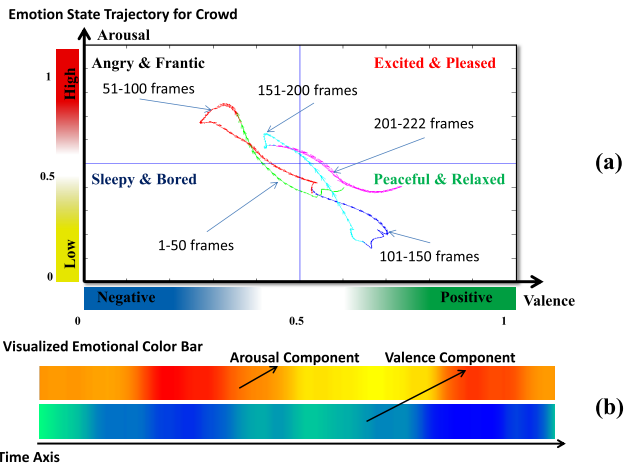 Emotion State Trajectory for Crowd
Arousal
Angry & Frantic
Excited & Pleased
51-100 frames
151-200 frames
201-222 frames
High
1
0.5
Low
0
(a)
Sleepy & Bored
Peaceful & Relaxed
1-50 frames
101-150 frames
Negative
Positive
Valence
0
0.5
1
Visualized Emotional Color Bar
Arousal Component
Valence Component
(b)
Time Axis